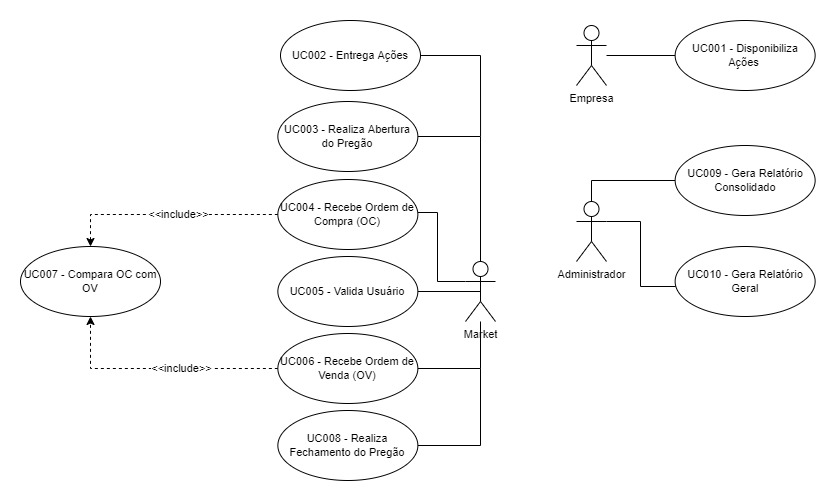 UC002 - Entrega Ações
UC003 - Realiza Abertura
do Pregão
<<include>>
UC004 - Recebe Ordem de
Compra (OC)
UC007 - Compara OC com
OV
UC005 - Valida Usuário
Market
<<include>>
UC006 - Recebe Ordem de
Venda (OV)
UC008 - Realiza
Fechamento do Pregão
Empresa
UC001 - Disponibiliza
Ações
UC009 - Gera Relatório
Consolidado
Administrador
UC010 - Gera Relatório
Geral